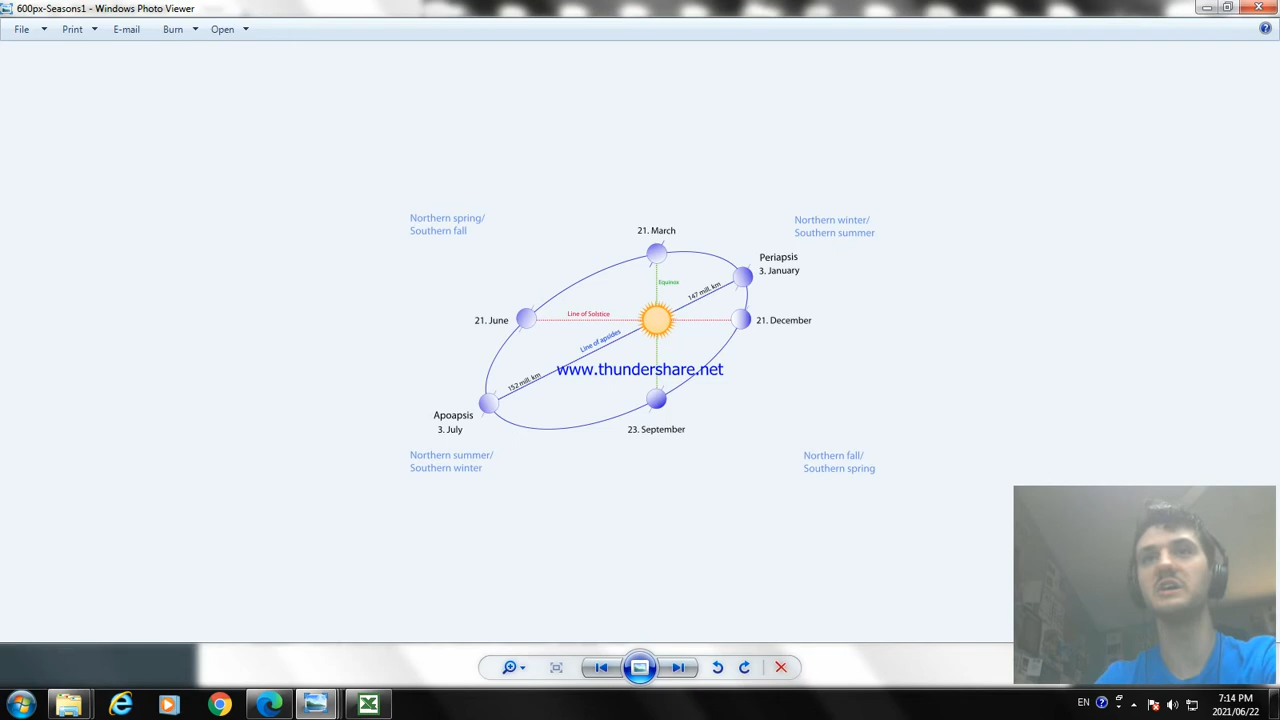 600px-Seasons1 - Windows Photo Viewer
File Print E-mail Burn Open
Northern spring/
Southern fall
21. March
Northern winter/
Southern summer
Periapsis
3. January
Equinox
147 mill. km
Line of Solstice
21. June
21. December
Line of apsides
www.thundershare.net
152 mill. km
Apoapsis
3. July
23. September
Northern summer/
Southern winter
Northern fall/
Southern spring
EN
7:14 PM
2021/06/22